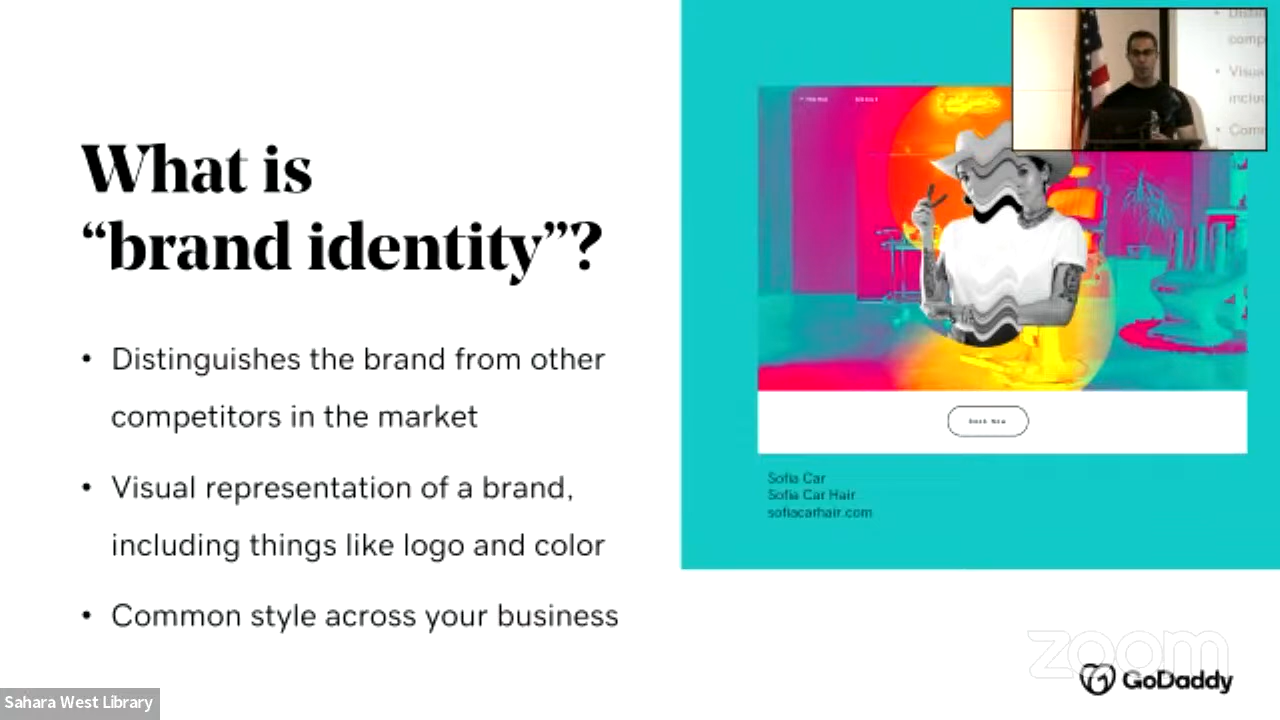 What is
“brand identity”?
• Distinguishes the brand from other
competitors in the market
• Visual representation of a brand,
including things like logo and color
• Common style across your business
Book Now
Sofia Car
Sofia Car Hair
sofiacarhair.com
zoom
GoDaddy
Sahara West Library